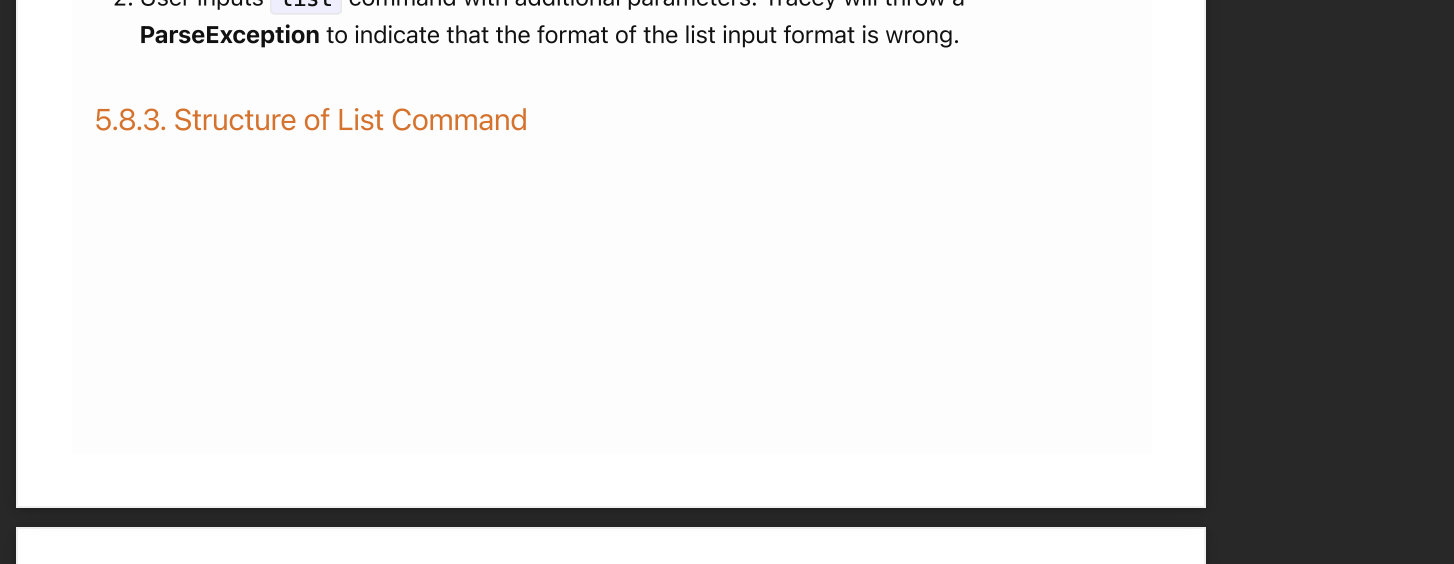 2. User inputs list command with additional parameters. Tracey will throw a
ParseException to indicate that the format of the list input format is wrong.
5.8.3. Structure of List Command